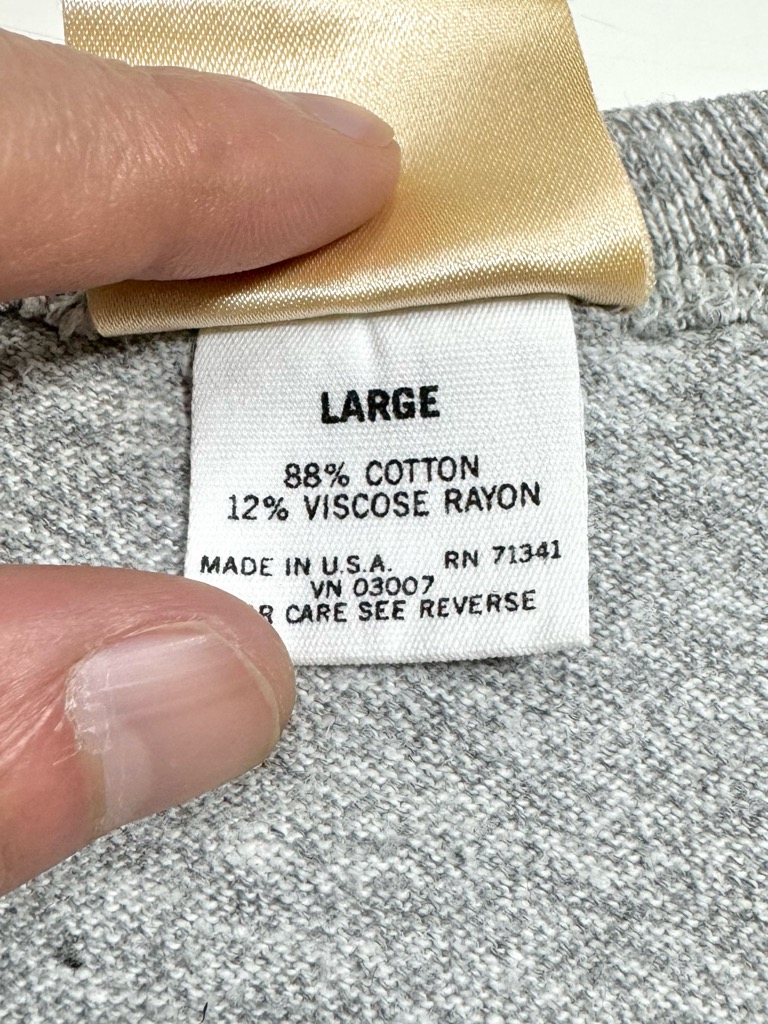 LARGE
88% COTTON
12% VISCOSE RAYON
MADE IN U.S.A. RN 71341
VN 03007
CARE SEE REVERSE